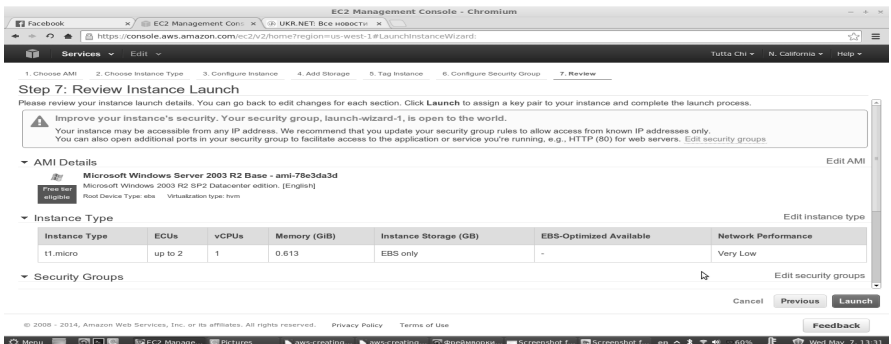 EC2 Management Console - Chromium
Facebook
EC2 Management Cons
UKR.NET: Все новости
https://console.aws.amazon.com/ec2/v2/home?region=us-west-1#LaunchInstanceWizard:
Services Edit Tutta Chi N. California Help
1. Choose AMI 2. Choose Instance Type 3. Configure Instance 4. Add Storage 5. Tag Instance 6. Configure Security Group 7. Review
Step 7: Review Instance Launch
Please review your instance launch details. You can go back to edit changes for each section. Click Launch to assign a key pair to your instance and complete the launch process.
Improve your instance's security. Your security group, launch-wizard-1, is open to the world.
Your instance may be accessible from any IP address. We recommend that you update your security group rules to allow access from known IP addresses only.
You can also open additional ports in your security group to facilitate access to the application or service you're running, e.g., HTTP (80) for web servers. Edit security groups
AMI Details Edit AMI
Microsoft Windows Server 2003 R2 Base - ami-78e3da3d
Free tier eligible
Microsoft Windows 2003 R2 SP2 Datacenter edition. [English]
Root Device Type: ebs Virtualization type: hvm
Instance Type Edit instance type
Instance Type ECUs vCPUs Memory (GiB) Instance Storage (GB) EBS-Optimized Available Network Performance
t1.micro up to 2 1 0.613 EBS only - Very Low
Security Groups Edit security groups
Cancel Previous Launch
© 2008 - 2014, Amazon Web Services, Inc. or its affiliates. All rights reserved. Privacy Policy Terms of Use Feedback
Menu EC2 Manage... Pictures aws-creating... aws-creating... Screenshot f... Screenshot f... en 60% Wed May 7, 13:31